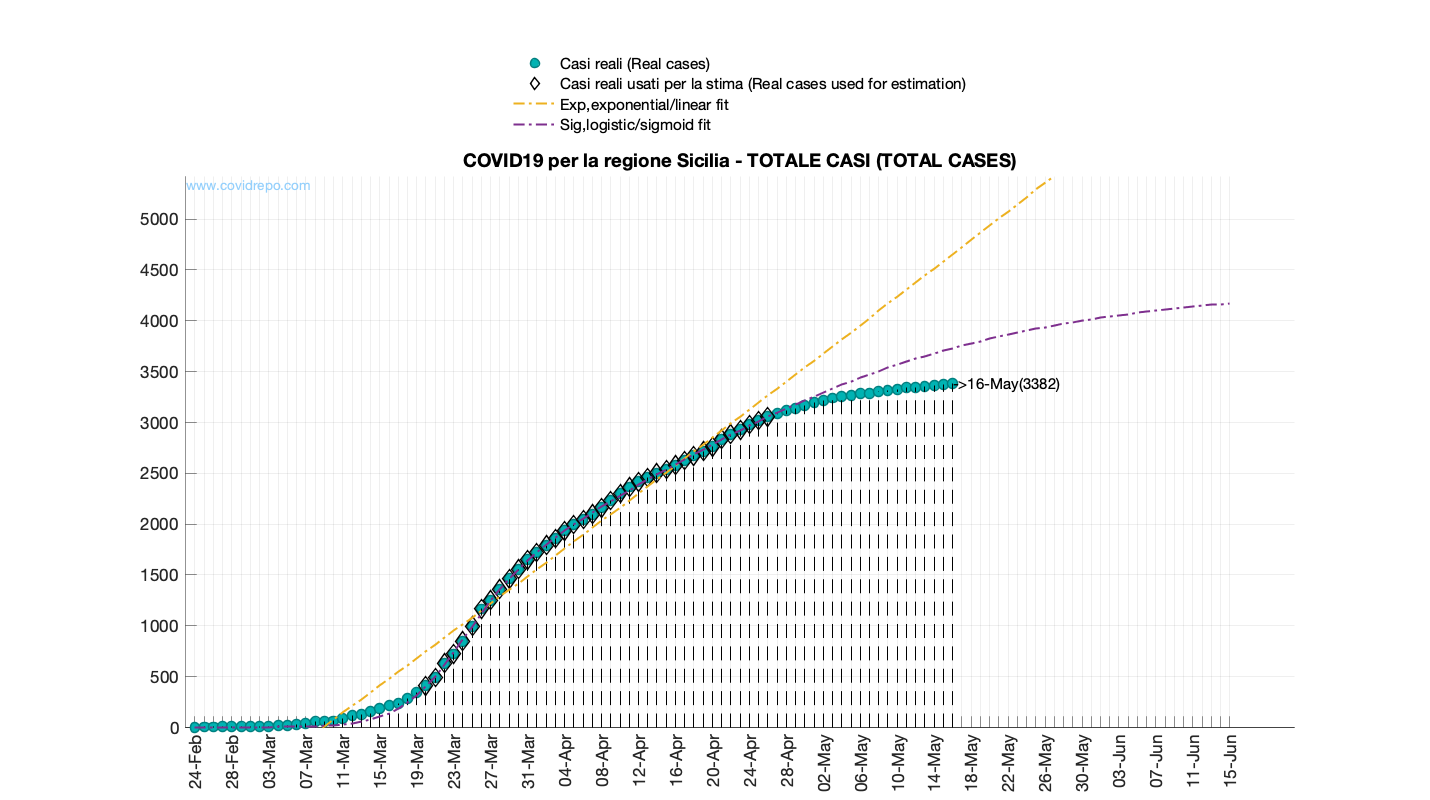 Casi reali (Real cases)
Casi reali usati per la stima (Real cases used for estimation)
Exp,exponential/linear fit
Sig,logistic/sigmoid fit
COVID19 per la regione Sicilia - TOTALE CASI (TOTAL CASES)
www.covidrepo.com
5000
4500
4000
3500
3000
2500
2000
1500
1000
500
0
->16-May(3382)
24-Feb
28-Feb
03-Mar
07-Mar
11-Mar
15-Mar
19-Mar
23-Mar
27-Mar
31-Mar
04-Apr
08-Apr
12-Apr
16-Apr
20-Apr
24-Apr
28-Apr
02-May
06-May
10-May
14-May
18-May
22-May
26-May
30-May
03-Jun
07-Jun
11-Jun
15-Jun